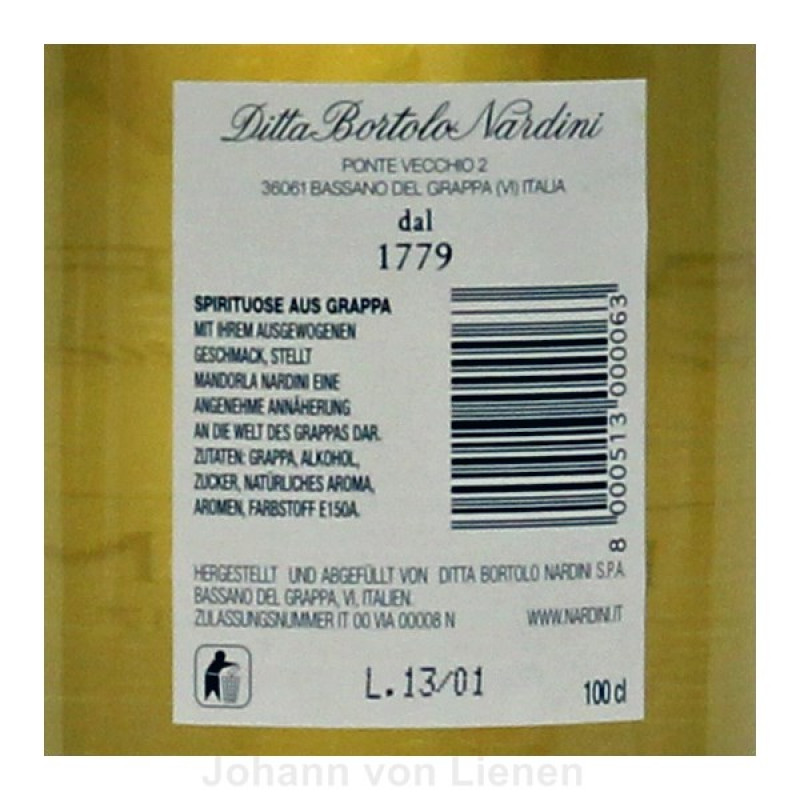 Ditta Bortolo Nardini
PONTE VECCHIO 2
36061 BASSANO DEL GRAPPA (VI) ITALIA
dal
1779
SPIRITUOSE AUS GRAPPA
MIT IHREM AUSGEWOGENEN
GESCHMACK, STELLT
MANDORLA NARDINI EINE
ANGENEHME ANNÄHERUNG
AN DIE WELT DES GRAPPAS DAR.
ZUTATEN: GRAPPA, ALKOHOL,
ZUCKER, NATÜRLICHES AROMA,
AROMEN, FARBSTOFF E150A.
8 000513 000063
HERGESTELLT UND ABGEFÜLLT VON DITTA BORTOLO NARDINI S.P.A.
BASSANO DEL GRAPPA, VI, ITALIEN.
ZULASSUNGSNUMMER IT 00 VIA 00008 N
WWW.NARDINI.IT
L.13/01
100 cl
Johann von Lienen